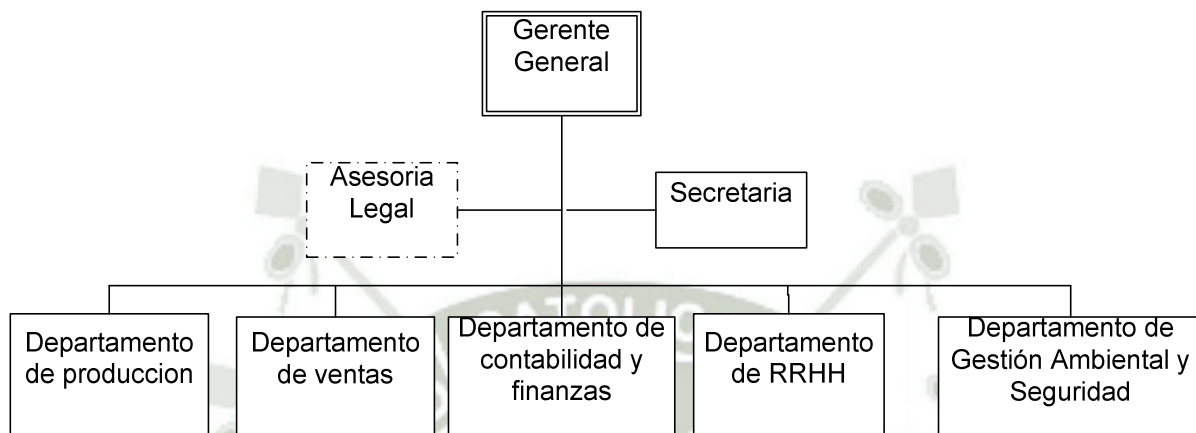 Gerente
General
Asesoria
Legal
Secretaria
Departamento
de produccion
Departamento
de ventas
Departamento de
contabilidad y
finanzas
Departamento
de RRHH
Departamento de
Gestión Ambiental y
Seguridad